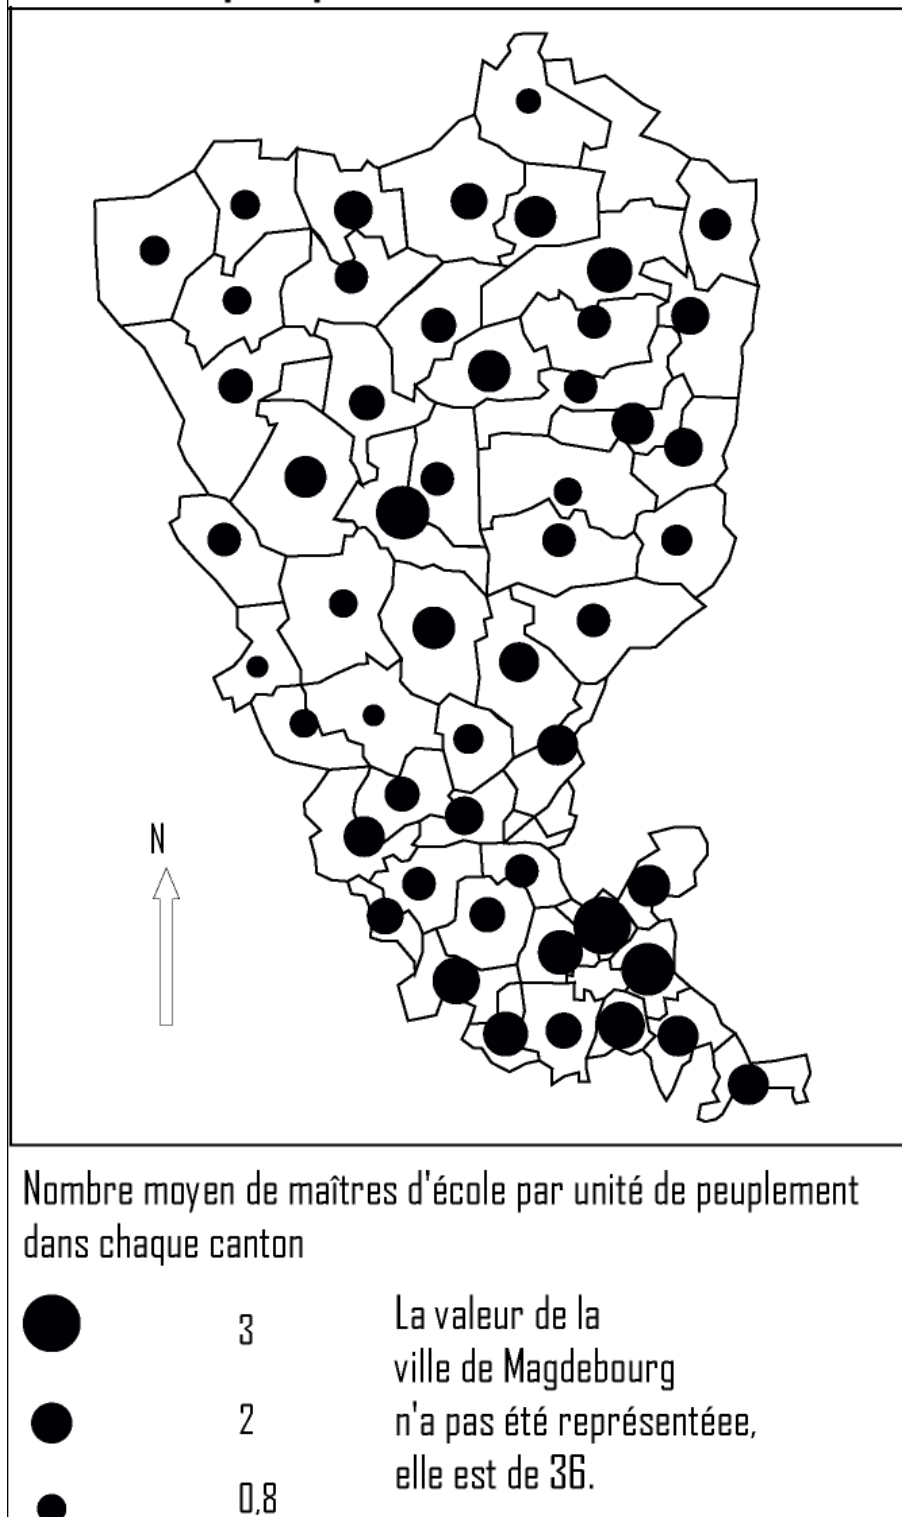 N
Nombre moyen de maîtres d'école par unité de peuplement
dans chaque canton
3
La valeur de la
ville de Magdebourg
2
n'a pas été représentéee,
elle est de 36.
0,8